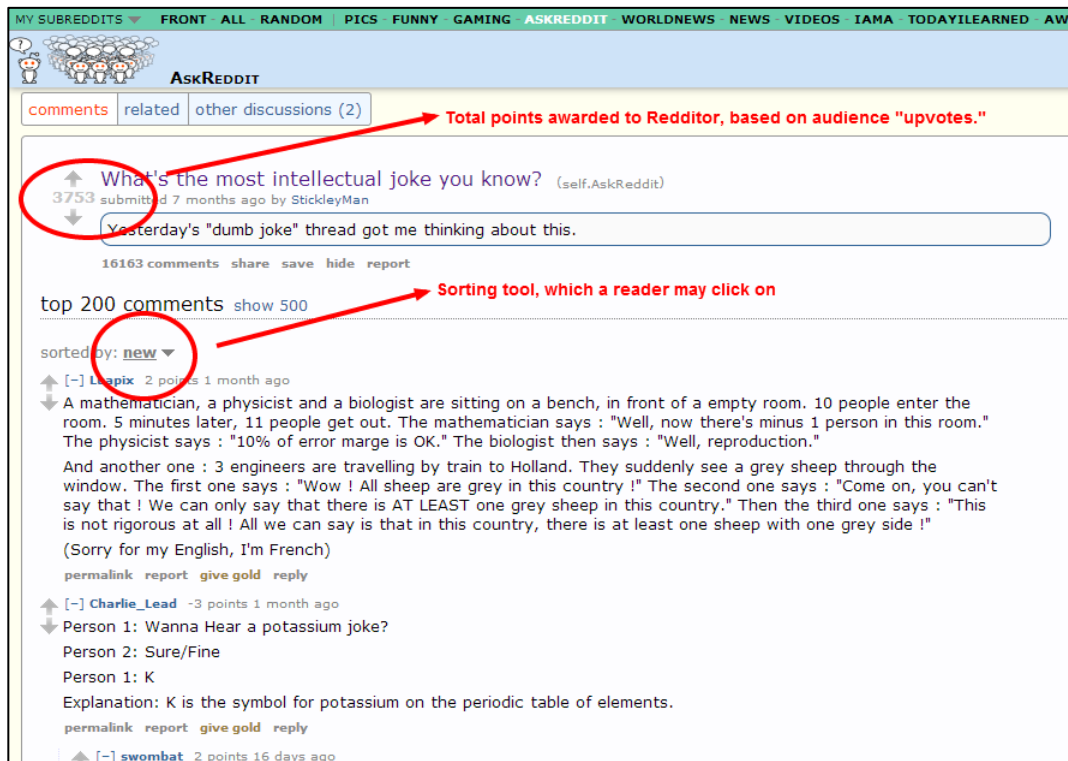 MY SUBREDDITS FRONT - ALL - RANDOM | PICS - FUNNY - GAMING - ASKREDDIT - WORLDNEWS - NEWS - VIDEOS - IAMA - TODAYILEARNED - AW
?
ASKREDDIT
comments related other discussions (2)
Total points awarded to Redditor, based on audience "upvotes."
What's the most intellectual joke you know? (self.AskReddit)
3753 submitted 7 months ago by StickleyMan
Yesterday's "dumb joke" thread got me thinking about this.
16163 comments share save hide report
Sorting tool, which a reader may click on
top 200 comments show 500
sorted by: new
[–] Luapix 2 points 1 month ago
A mathematician, a physicist and a biologist are sitting on a bench, in front of a empty room. 10 people enter the
room. 5 minutes later, 11 people get out. The mathematician says : "Well, now there's minus 1 person in this room."
The physicist says : "10% of error marge is OK." The biologist then says : "Well, reproduction."
And another one : 3 engineers are travelling by train to Holland. They suddenly see a grey sheep through the
window. The first one says : "Wow ! All sheep are grey in this country !" The second one says : "Come on, you can't
say that ! We can only say that there is AT LEAST one grey sheep in this country." Then the third one says : "This
is not rigorous at all ! All we can say is that in this country, there is at least one sheep with one grey side !"
(Sorry for my English, I'm French)
permalink report give gold reply
[–] Charlie_Lead -3 points 1 month ago
Person 1: Wanna Hear a potassium joke?
Person 2: Sure/Fine
Person 1: K
Explanation: K is the symbol for potassium on the periodic table of elements.
permalink report give gold reply
[–] swombat 2 points 16 days ago